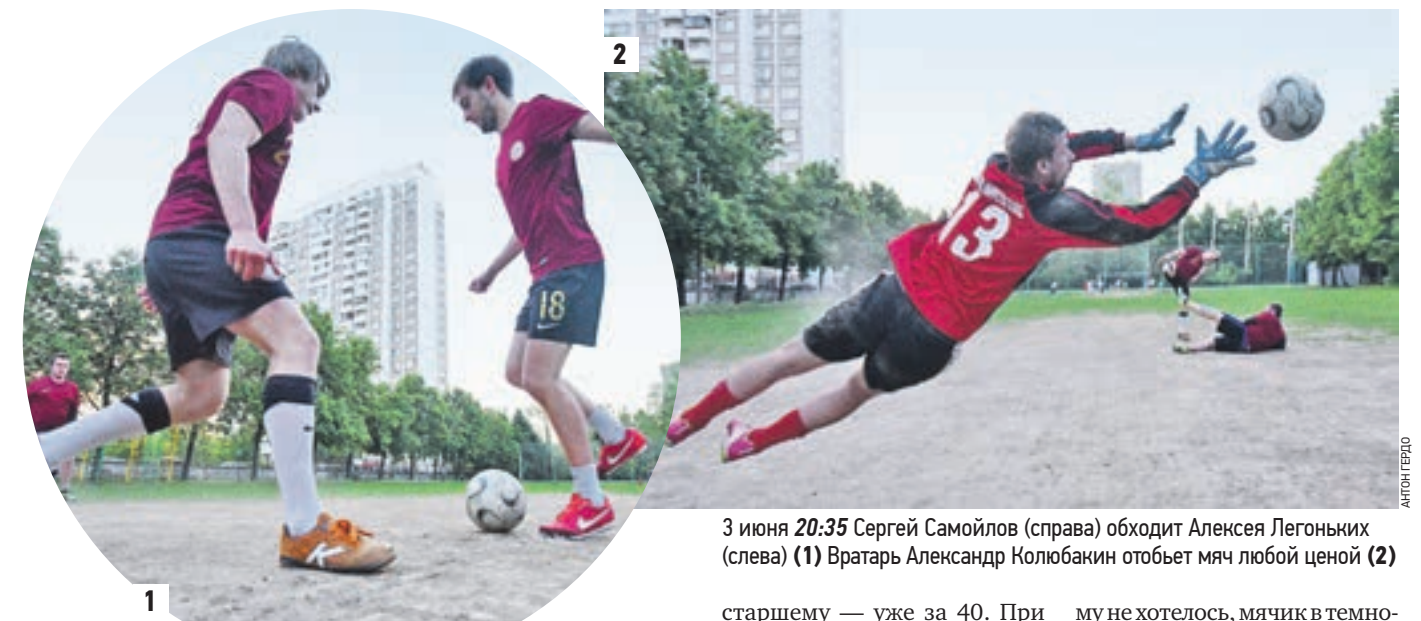 2
13
18
АНТОН ГЕРДО
3 июня 20:35 Сергей Самойлов (справа) обходит Алексея Легоньких
(слева) (1) Вратарь Александр Колюбакин отобьет мяч любой ценой (2)
1
старшему — уже за 40. При
му не хотелось, мячик в темно-